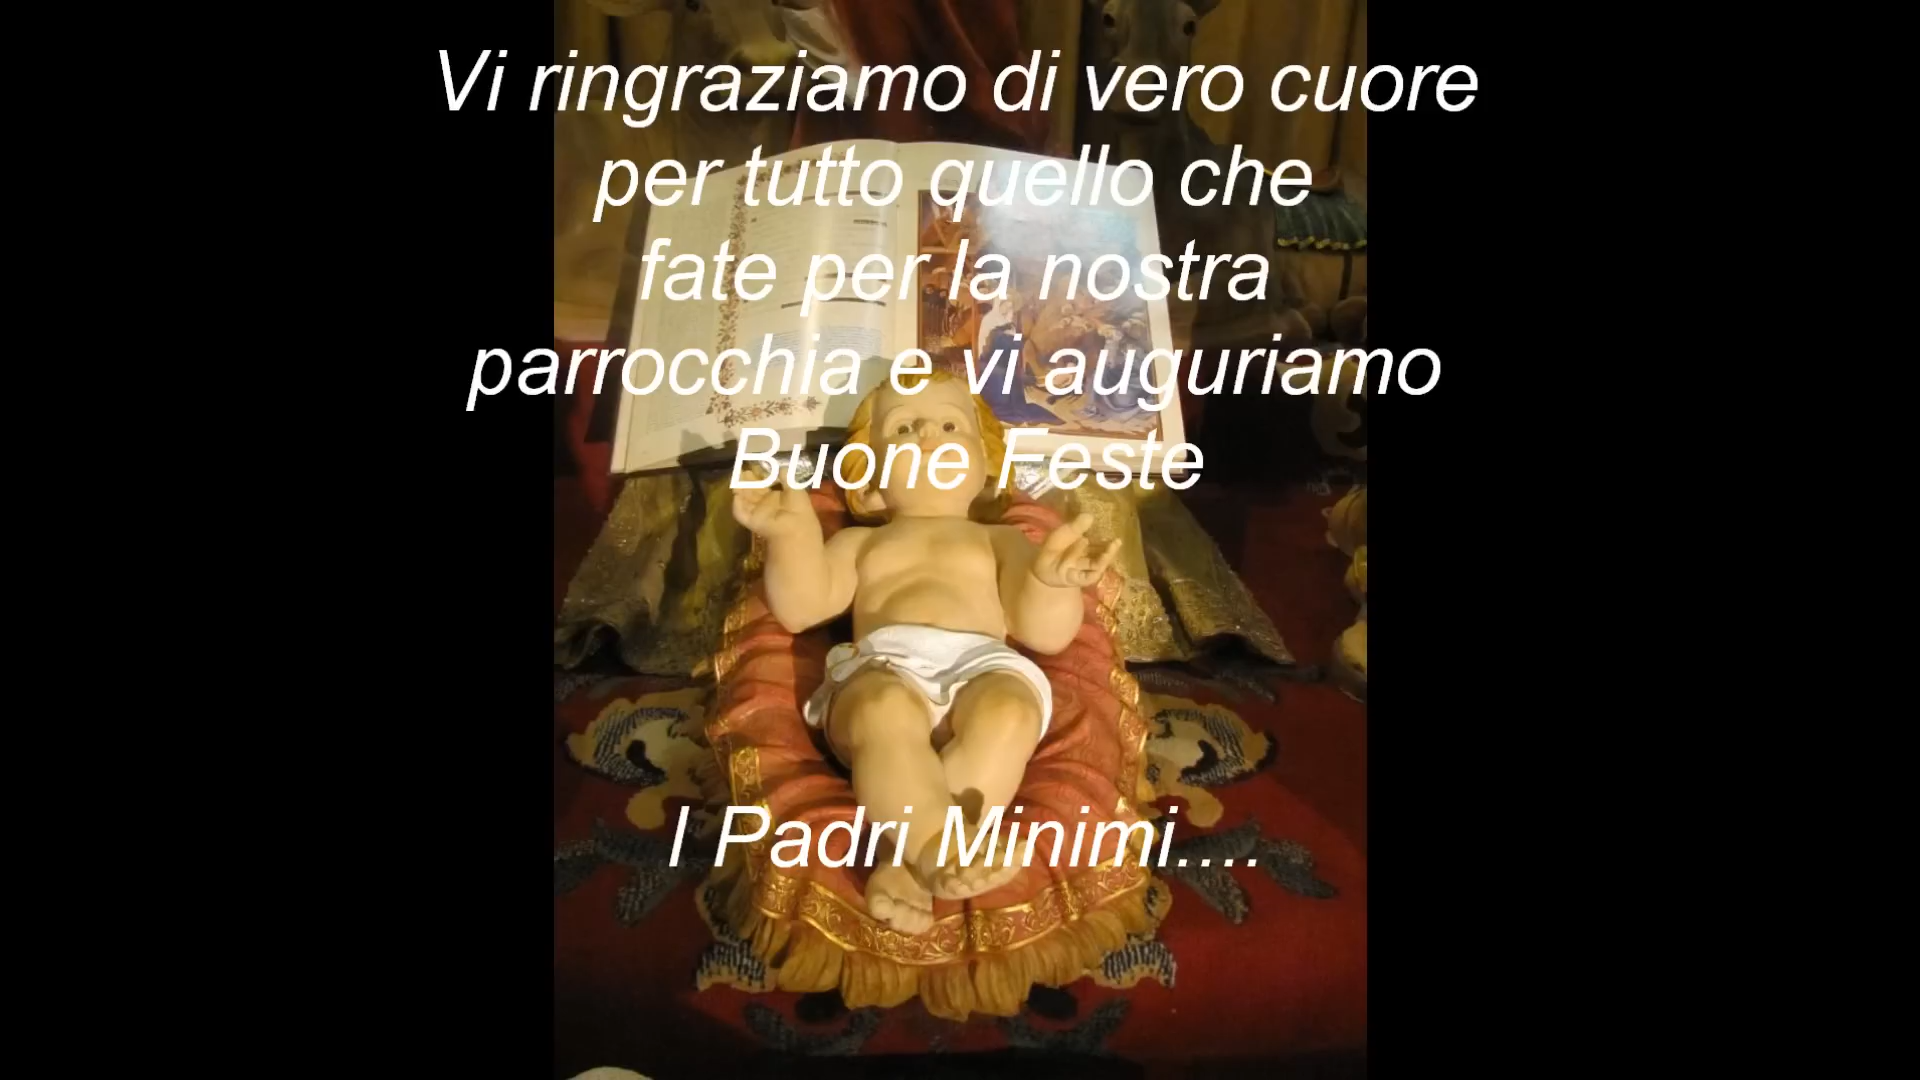 Vi ringraziamo di vero cuore
per tutto quello che
fate per la nostra
parrocchia e vi auguriamo
Buone Feste
I Padri Minimi....